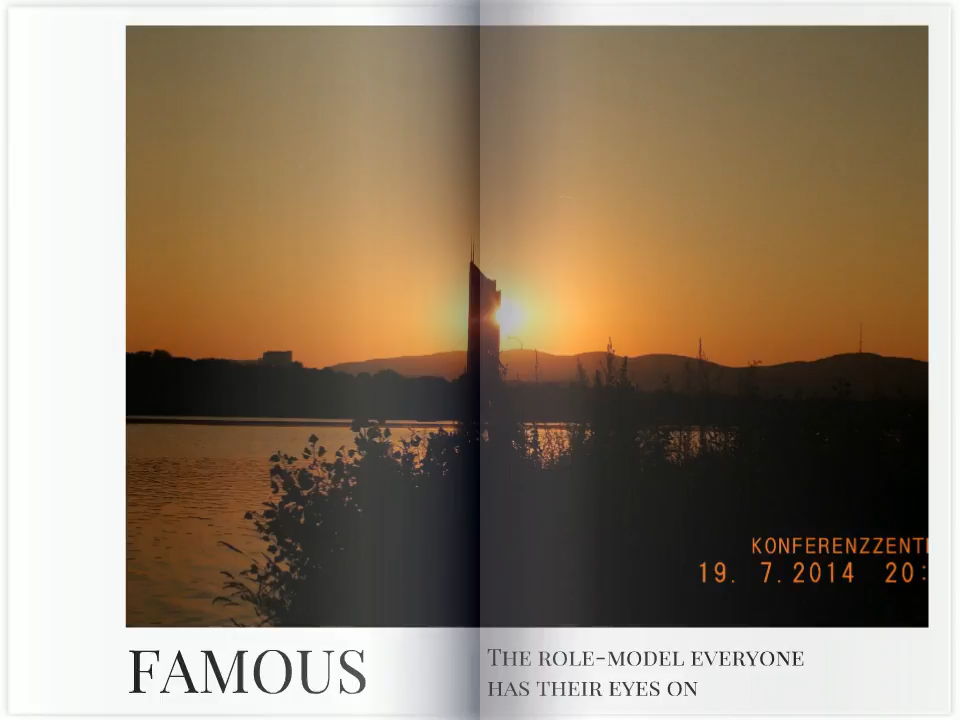 KONFERENZZENT
19. 7.2014 20:
FAMOUS
THE ROLE-MODEL EVERYONE
HAS THEIR EYES ON